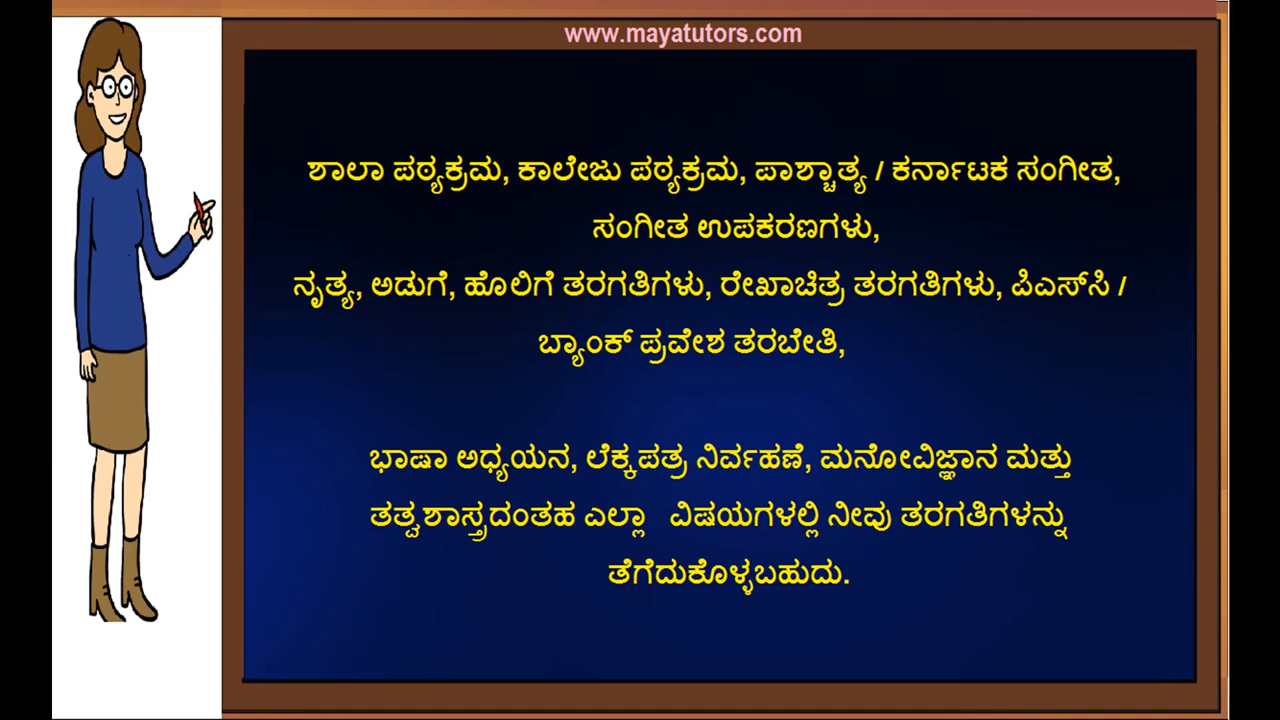 www.mayatutors.com
ಶಾಲಾ ಪಠ್ಯಕ್ರಮ, ಕಾಲೇಜು ಪಠ್ಯಕ್ರಮ, ಪಾಶ್ಚಾತ್ಯ / ಕರ್ನಾಟಕ ಸಂಗೀತ,
ಸಂಗೀತ ಉಪಕರಣಗಳು,
ನೃತ್ಯ, ಅಡುಗೆ, ಹೊಲಿಗೆ ತರಗತಿಗಳು, ರೇಖಾಚಿತ್ರ ತರಗತಿಗಳು, ಪಿಎಸ್‌ಸಿ /
ಬ್ಯಾಂಕ್ ಪ್ರವೇಶ ತರಬೇತಿ,
ಭಾಷಾ ಅಧ್ಯಯನ, ಲೆಕ್ಕಪತ್ರ ನಿರ್ವಹಣೆ, ಮನೋವಿಜ್ಞಾನ ಮತ್ತು
ತತ್ವಶಾಸ್ತ್ರದಂತಹ ಎಲ್ಲಾ ವಿಷಯಗಳಲ್ಲಿ ನೀವು ತರಗತಿಗಳನ್ನು
ತೆಗೆದುಕೊಳ್ಳಬಹುದು.